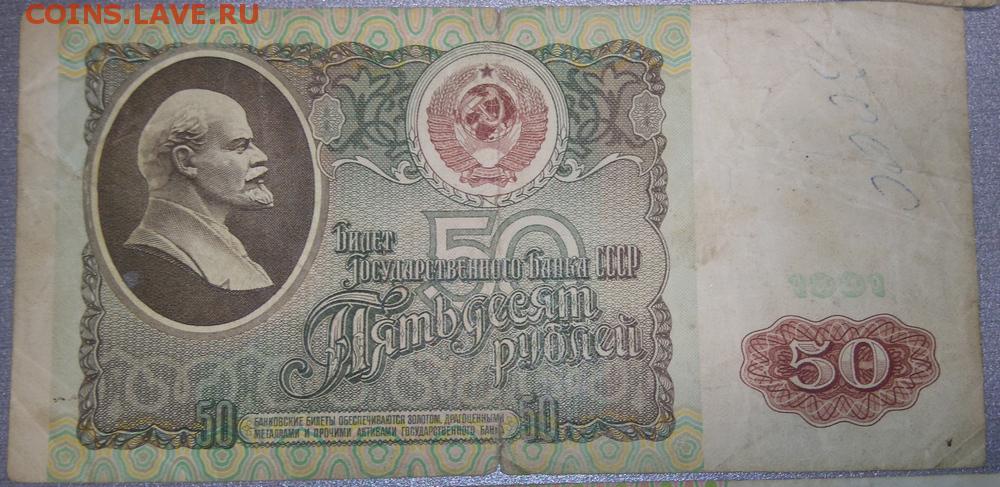 COINS.LAVE.RU
50
Билет
Государственного Банка СССР
Пятьдесят
рублей
50
БАНКОВСКИЕ БИЛЕТЫ ОБЕСПЕЧИВАЮТСЯ ЗОЛОТОМ, ДРАГОЦЕННЫМИ
МЕТАЛЛАМИ И ПРОЧИМИ АКТИВАМИ ГОСУДАРСТВЕННОГО БАНКА
50
50